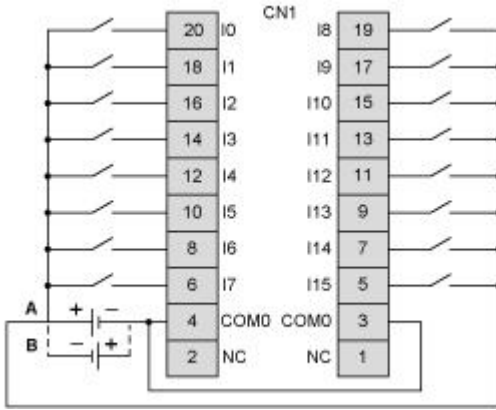 CN1
20 I0 I8 19
18 I1 I9 17
16 I2 I10 15
14 I3 I11 13
12 I4 I12 11
10 I5 I13 9
8 I6 I14 7
6 I7 I15 5
A + − 4 COM0 COM0 3
B − + 2 NC NC 1